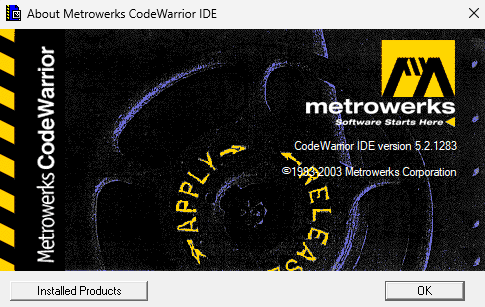 About Metrowerks CodeWarrior IDE
Metrowerks CodeWarrior
metrowerks
Software Starts Here
CodeWarrior IDE version 5.2.1283
©1993-2003 Metrowerks Corporation
APPLY
RELEASE
Installed Products
OK